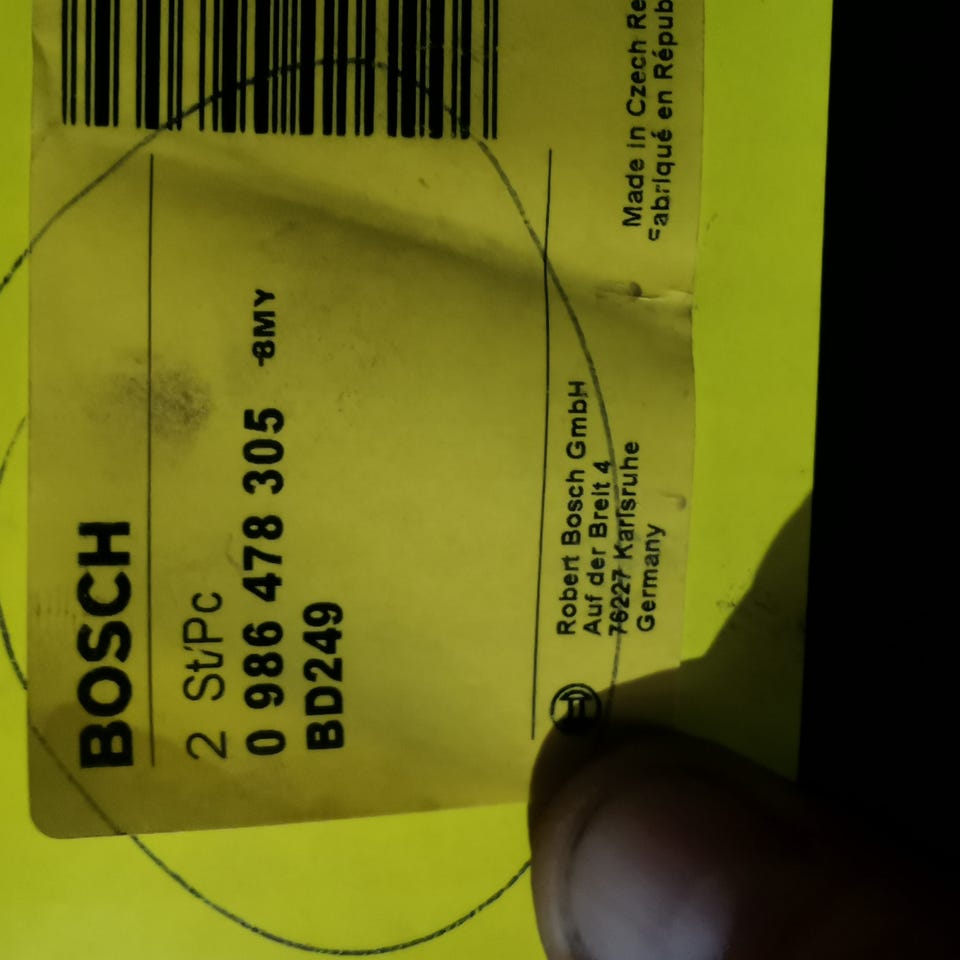 BOSCH
2 St/Pc
0 986 478 305 8MY
BD249
Robert Bosch GmbH
Auf der Breit 4
76227 Karlsruhe
Germany
Made in Czech Re
Fabriqué en Répub